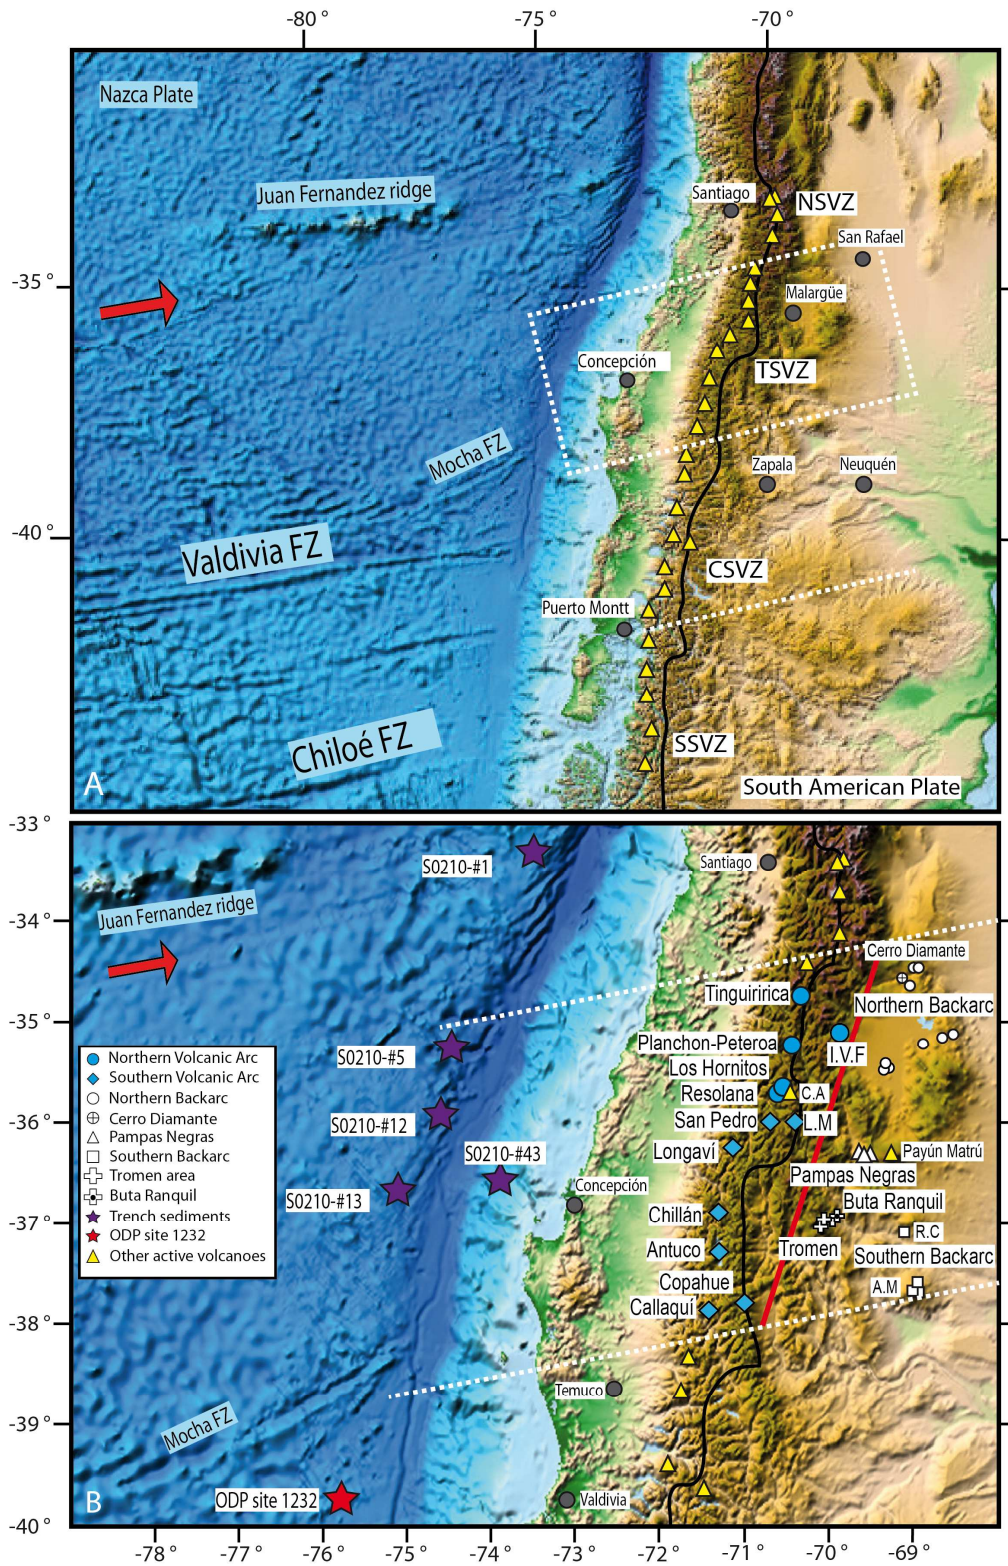 -80 °
-75 °
-70 °
Nazca Plate
Juan Fernandez ridge
Santiago
NSVZ
San Rafael
-35 °
Malargüe
Concepción
TSVZ
Mocha FZ
Zapala
Neuquén
-40 °
Valdivia FZ
CSVZ
Puerto Montt
Chiloé FZ
SSVZ
A
South American Plate
-33 °
S0210-#1
Santiago
Juan Fernandez ridge
-34 °
Cerro Diamante
Tinguiririca
Northern Backarc
-35 °
Planchon-Peteroa
S0210-#5
I.V.F
Northern Volcanic Arc
Southern Volcanic Arc
Northern Backarc
Cerro Diamante
Pampas Negras
Southern Backarc
Tromen area
Buta Ranquil
Trench sediments
ODP site 1232
Other active volcanoes
Los Hornitos
Resolana
C.A
-36 °
S0210-#12
San Pedro
L.M
Longaví
S0210-#43
Payún Matrú
Pampas Negras
Concepción
S0210-#13
Buta Ranquil
Chillán
-37 °
R.C
Antuco
Tromen
Southern Backarc
Copahue
A.M
Callaquí
-38 °
Temuco
-39 °
Mocha FZ
ODP site 1232
Valdivia
B
-40 °
-78 °
-77 °
-76 °
-75 °
-74 °
-73 °
-72 °
-71 °
-70 °
-69 °